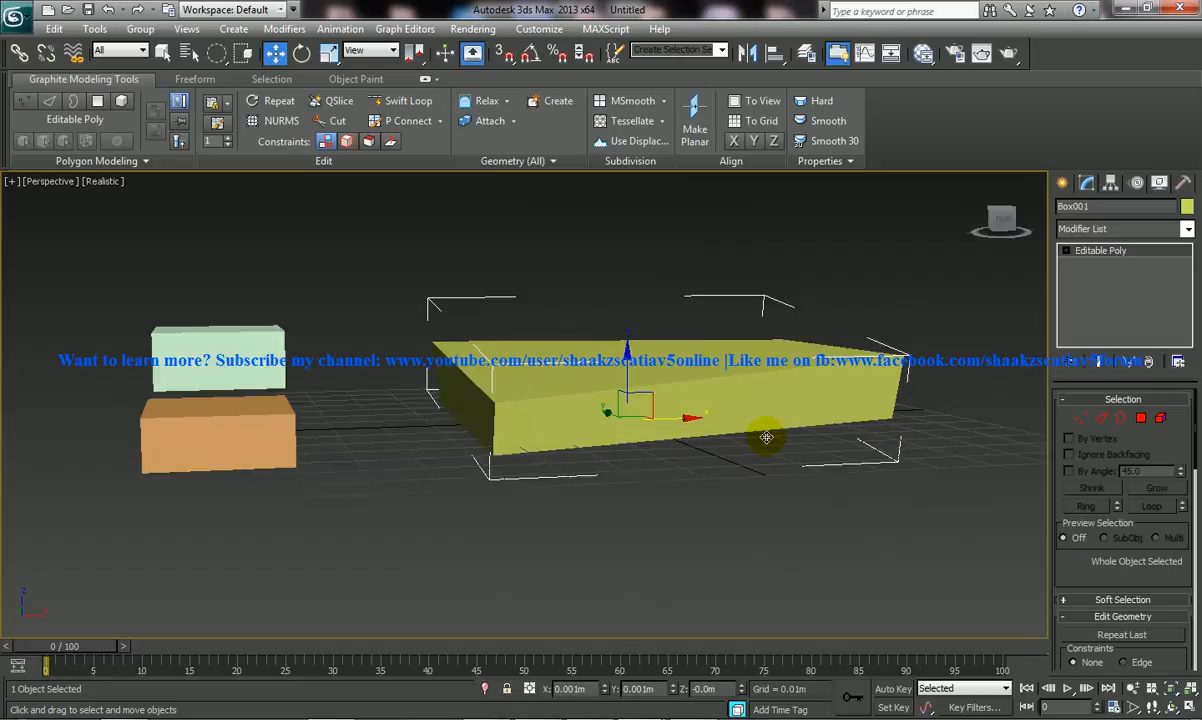 Workspace: Default
Autodesk 3ds Max 2013 x64 Untitled
Type a keyword or phrase
Edit Tools Group Views Create Modifiers Animation Graph Editors Rendering Customize MAXScript Help
All View Create Selection Se
Graphite Modeling Tools Freeform Selection Object Paint
Repeat QSlice Swift Loop Relax Create MSmooth To View Hard
Editable Poly NURMS Cut P Connect Attach Tessellate Make Planar To Grid Smooth
1 Constraints: Use Displac... X Y Z Smooth 30
Polygon Modeling Edit Geometry (All) Subdivision Align Properties
[+] [Perspective] [Realistic]
Box001
Modifier List
Editable Poly
Want to learn more? Subscribe my channel: www.youtube.com/user/shaakzscatiav5online |Like me on fb:www.facebook.com/shaakzscatiav5forum
Selection
By Vertex
Ignore Backfacing
By Angle: 45.0
Shrink Grow
Ring Loop
Preview Selection
Off SubObj Multi
Whole Object Selected
+ Soft Selection
- Edit Geometry
Repeat Last
Constraints
None Edge
z x
x y z
< 0 / 100 >
0 5 10 15 20 25 30 35 40 45 50 55 60 65 70 75 80 85 90 95 100
1 Object Selected X: 0.001m Y: 0.001m Z: -0.0m Grid = 0.01m Auto Key Selected
Click and drag to select and move objects Add Time Tag Set Key Key Filters... 0